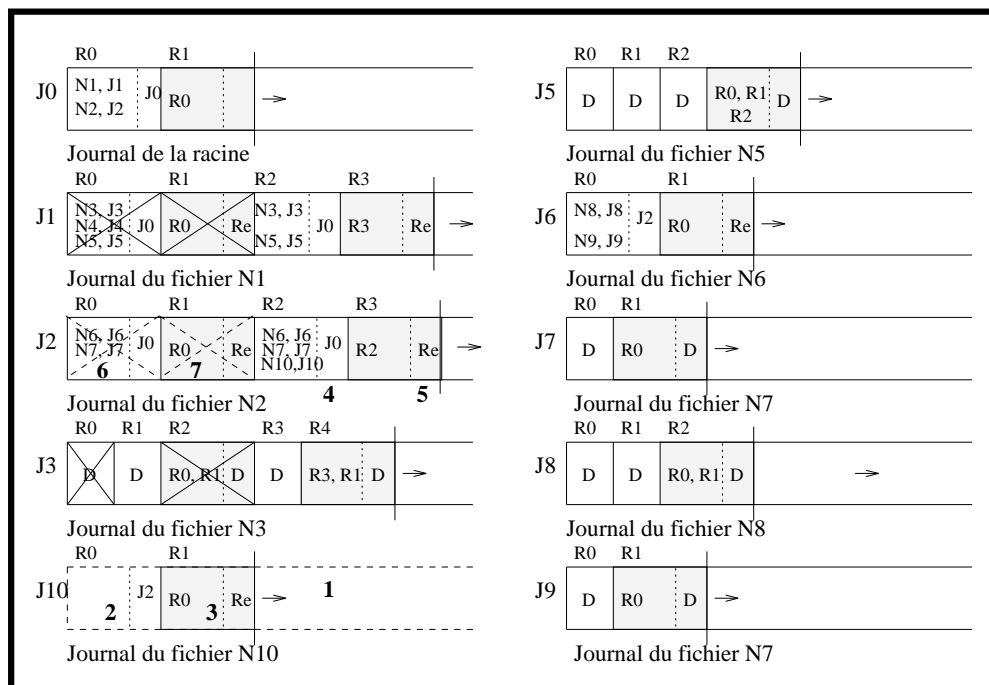 R0 R1
J0 N1, J1 J0 R0
N2, J2
Journal de la racine
R0 R1 R2 R3
J1 N3, J3 J0 R0 Re N3, J3 J0 R3 Re
N4, J4
N5, J5 N5, J5
Journal du fichier N1
R0 R1 R2 R3
J2 N6, J6 J0 R0 Re N6, J6 J0 R2 Re
N7, J7 N7, J7
N10,J10
6 7 4 5
Journal du fichier N2
R0 R1 R2 R3 R4
J3 D D R0, R1 D D R3, R1 D
Journal du fichier N3
R0 R1
J10 2 J2 R0 3 Re 1
Journal du fichier N10
R0 R1 R2
J5 D D D R0, R1 D
R2
Journal du fichier N5
R0 R1
J6 N8, J8 J2 R0 Re
N9, J9
Journal du fichier N6
R0 R1
J7 D R0 D
Journal du fichier N7
R0 R1 R2
J8 D D R0, R1 D
Journal du fichier N8
R0 R1
J9 D R0 D
Journal du fichier N7